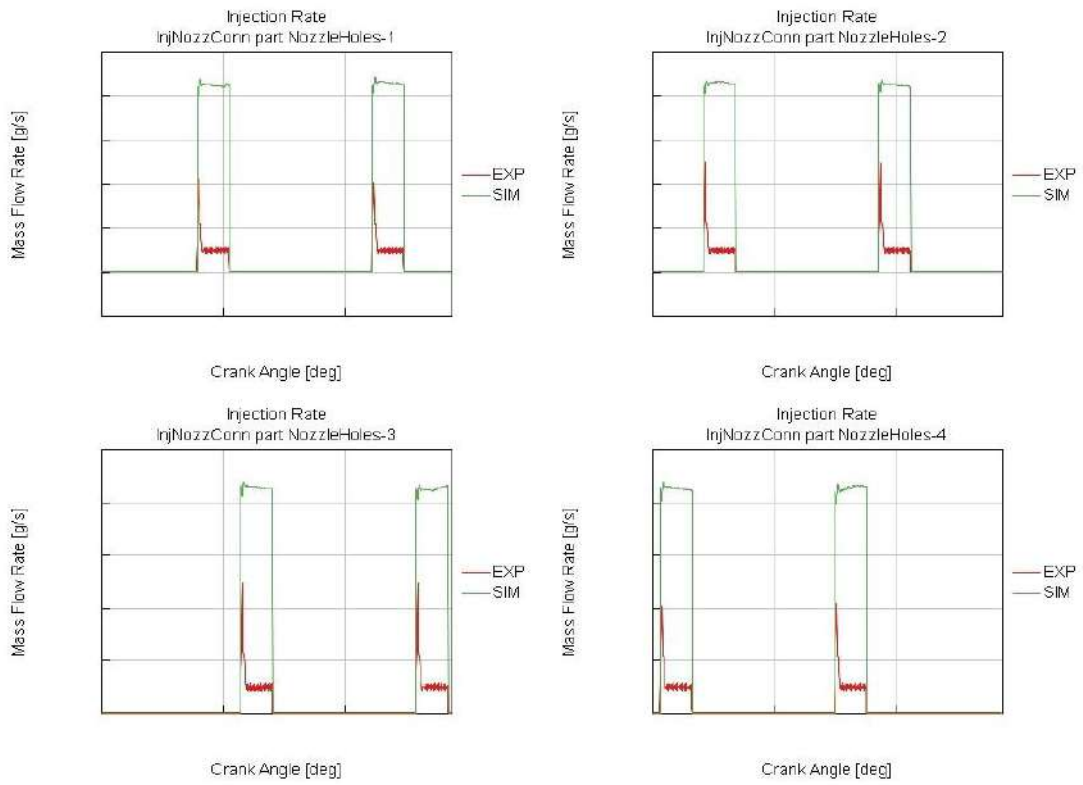 Injection Rate
InjNozzConn part NozzleHoles-1
Mass Flow Rate [g/s]
EXP
SIM
Crank Angle [deg]
Injection Rate
InjNozzConn part NozzleHoles-2
Mass Flow Rate [g/s]
EXP
SIM
Crank Angle [deg]
Injection Rate
InjNozzConn part NozzleHoles-3
Mass Flow Rate [g/s]
EXP
SIM
Crank Angle [deg]
Injection Rate
InjNozzConn part NozzleHoles-4
Mass Flow Rate [g/s]
EXP
SIM
Crank Angle [deg]